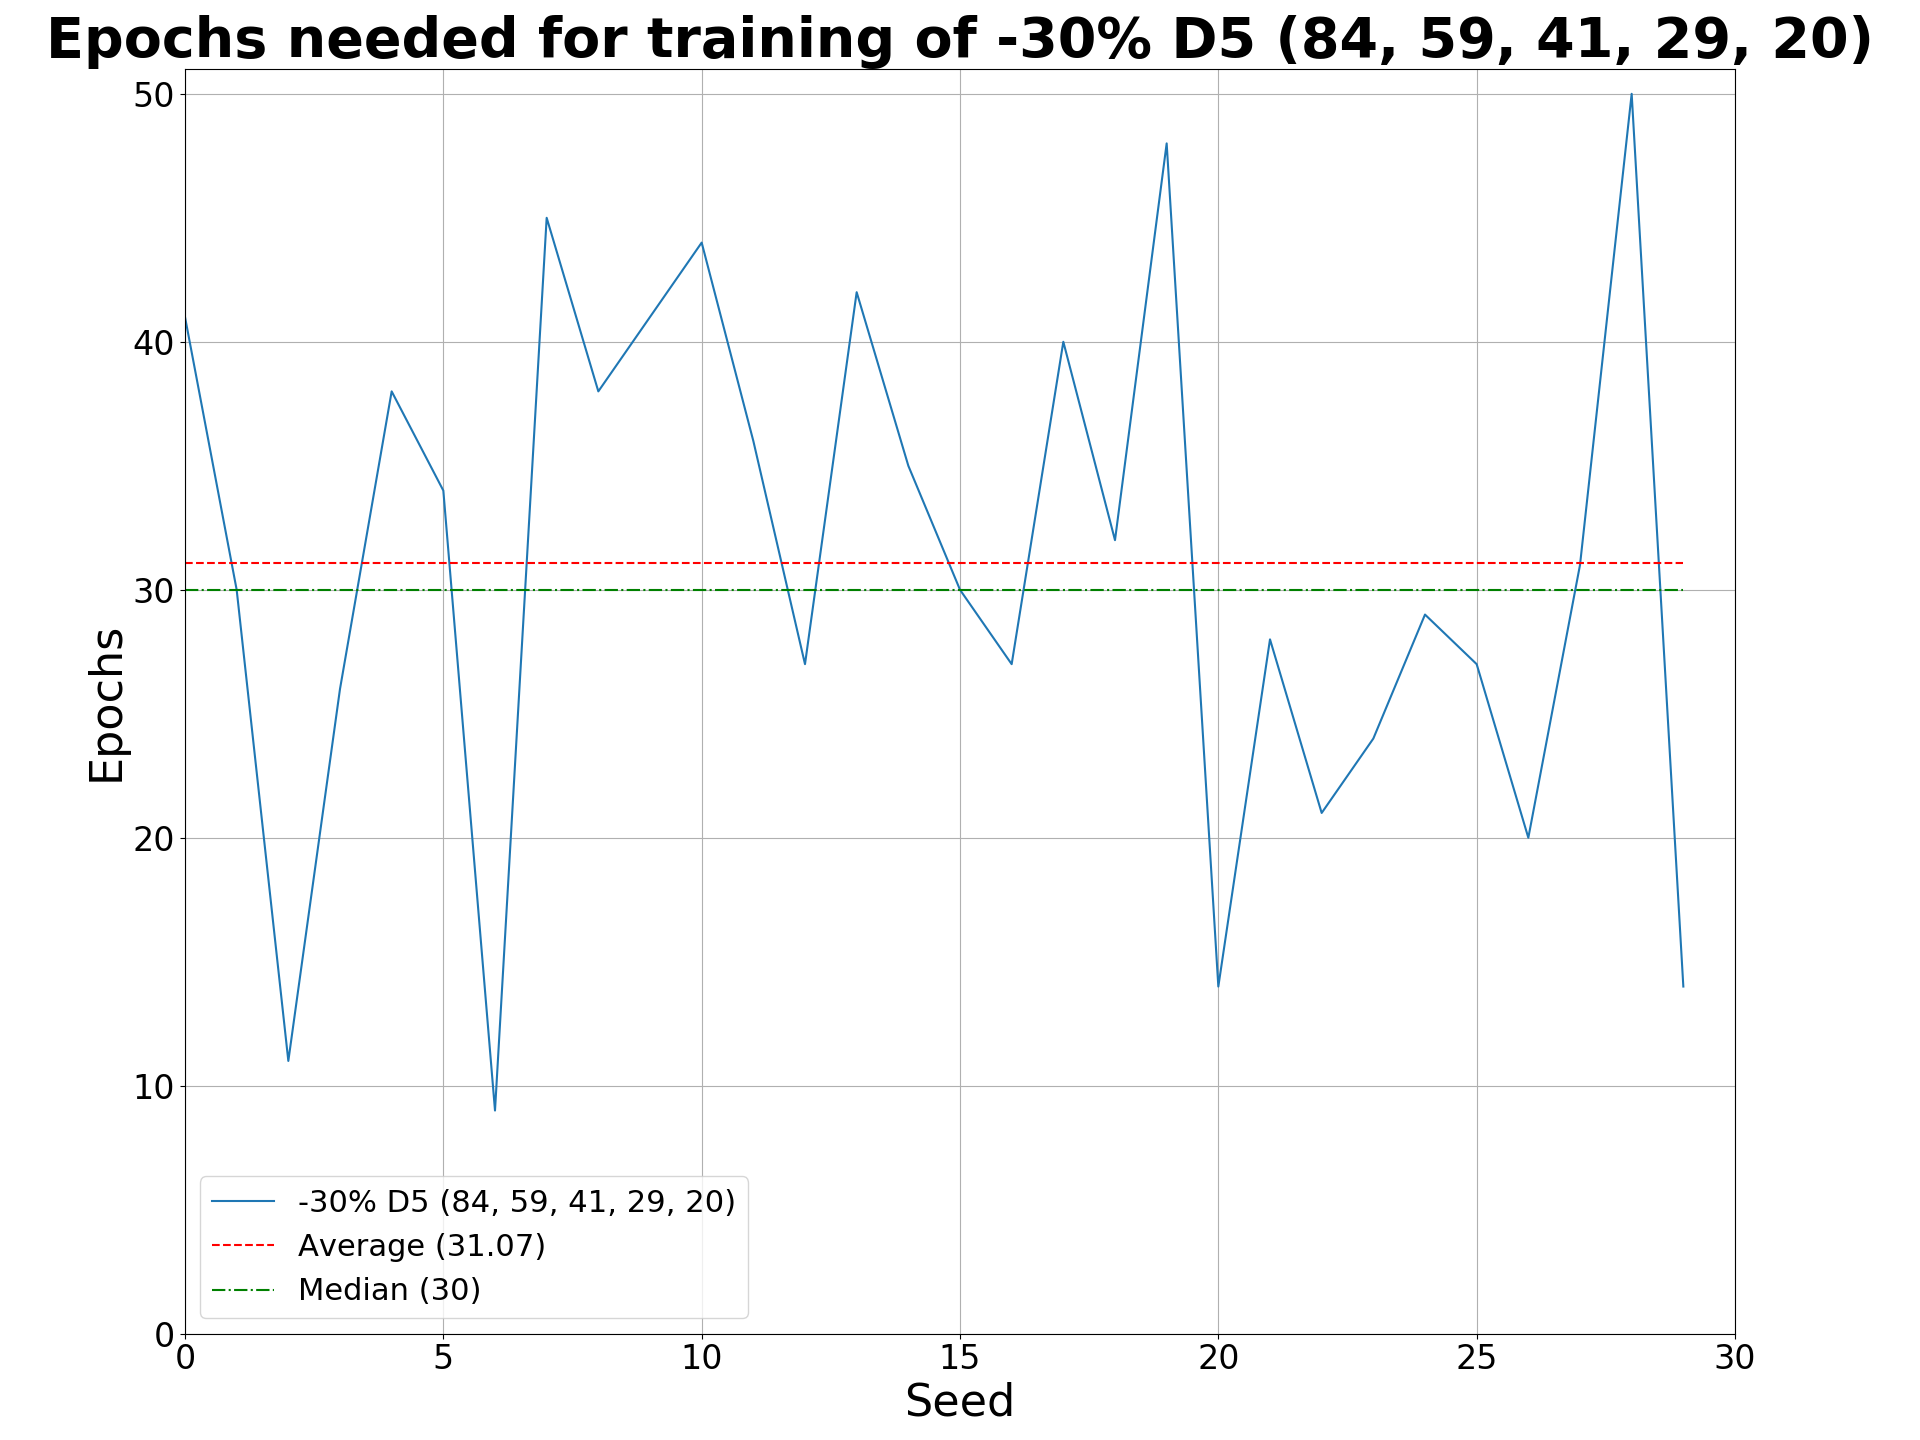 Epochs needed for training of -30% D5 (84, 59, 41, 29, 20)
50
40
30
20
10
0
Epochs
-30% D5 (84, 59, 41, 29, 20)
Average (31.07)
Median (30)
0 5 10 15 20 25 30
Seed